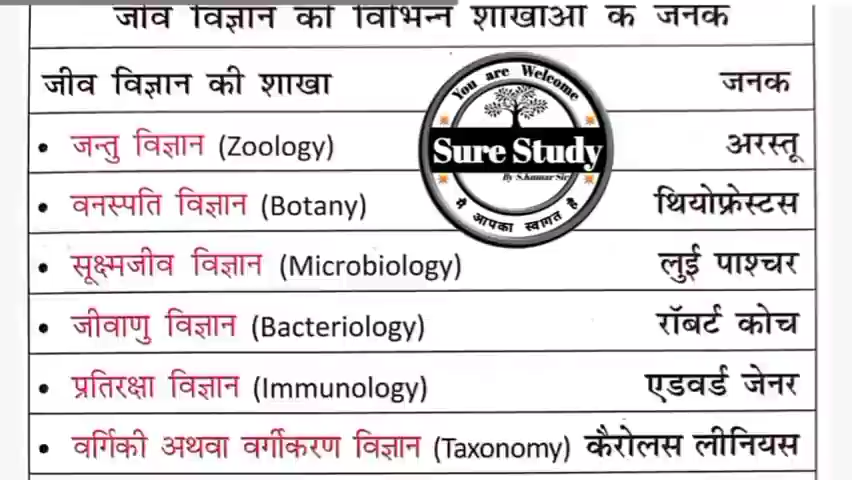 जीव विज्ञान की विभिन्न शाखाओं के जनक
जीव विज्ञान की शाखा जनक
• जन्तु विज्ञान (Zoology) अरस्तू
• वनस्पति विज्ञान (Botany) थियोफ्रेस्टस
• सूक्ष्मजीव विज्ञान (Microbiology) लुई पाश्चर
• जीवाणु विज्ञान (Bacteriology) रॉबर्ट कोच
• प्रतिरक्षा विज्ञान (Immunology) एडवर्ड जेनर
• वर्गिकी अथवा वर्गीकरण विज्ञान (Taxonomy) कैरोलस लीनियस
You are Welcome
Sure Study
By S.Kumar Sir
मै आपका स्वागत है